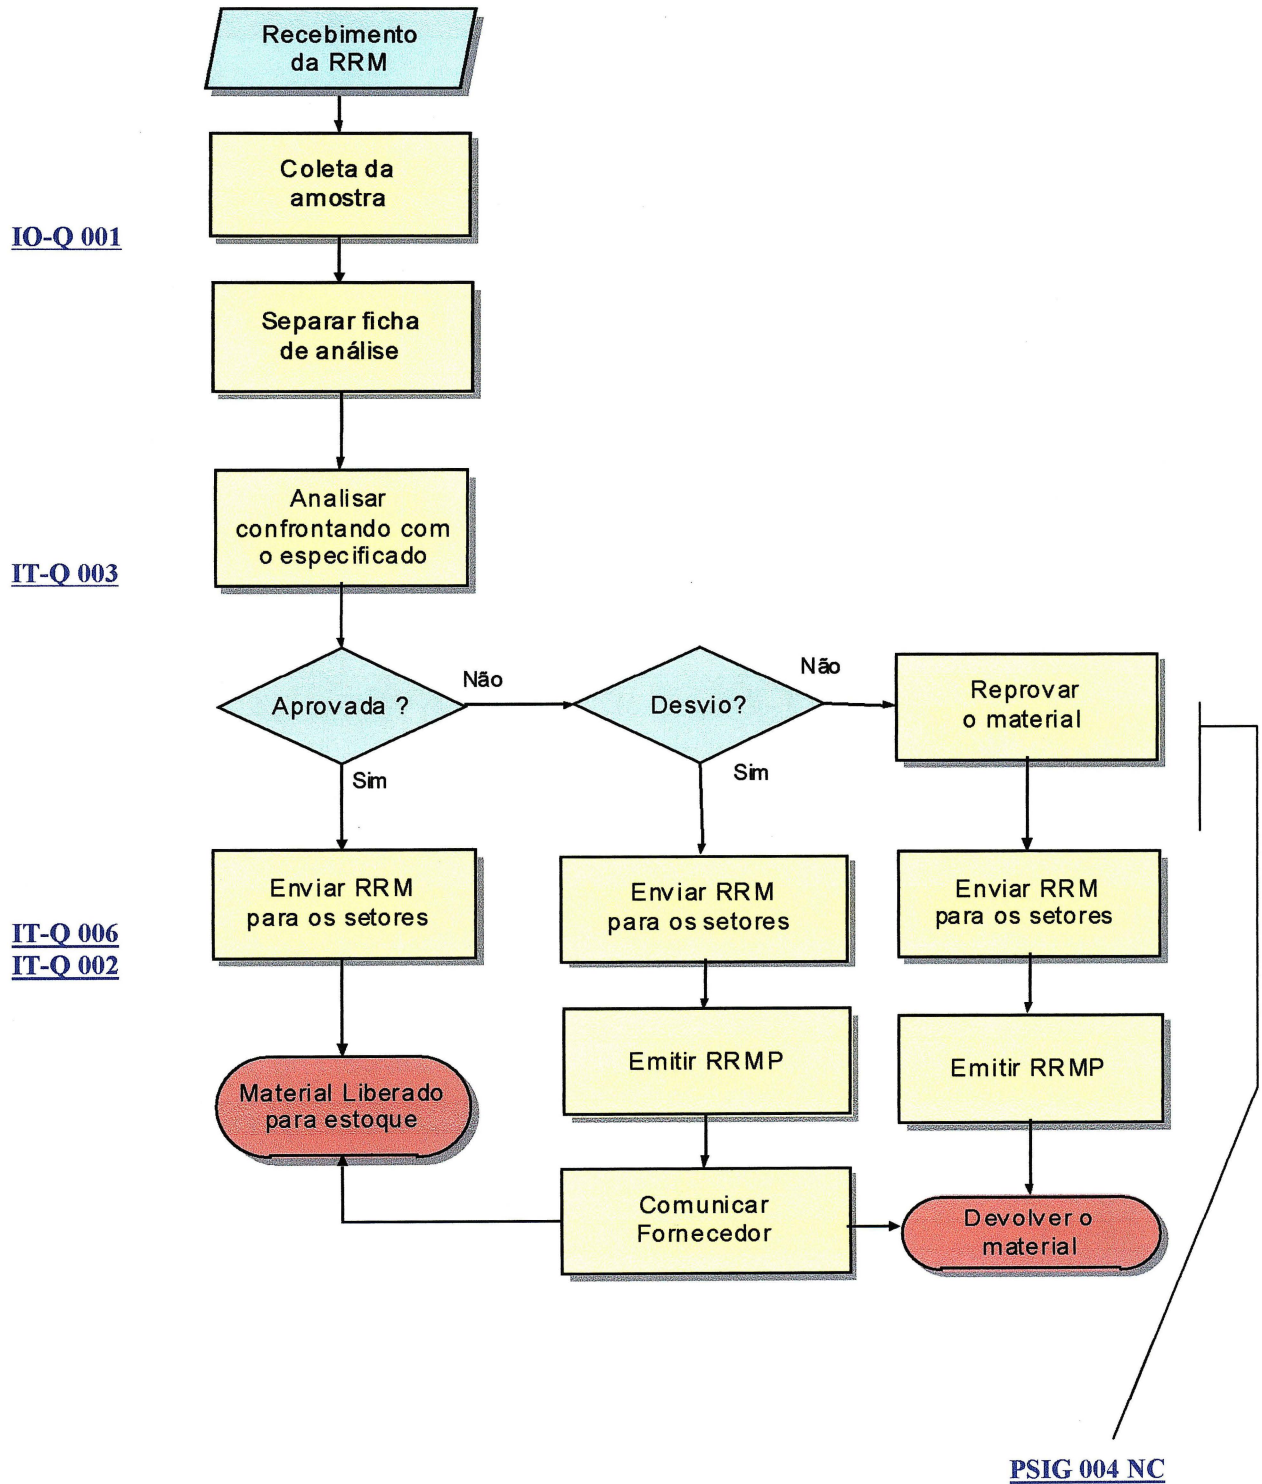 Recebimento
da RRM
Coleta da
amostra
IO-Q 001
Separar ficha
de análise
Analisar
confrontando com
o especificado
IT-Q 003
Aprovada ?
Não
Desvio?
Não
Reprovar
o material
Sim
Sim
Enviar RRM
para os setores
Enviar RRM
para os setores
Enviar RRM
para os setores
IT-Q 006
IT-Q 002
Emitir RRMP
Emitir RRMP
Material Liberado
para estoque
Comunicar
Fornecedor
Devolver o
material
PSIG 004 NC